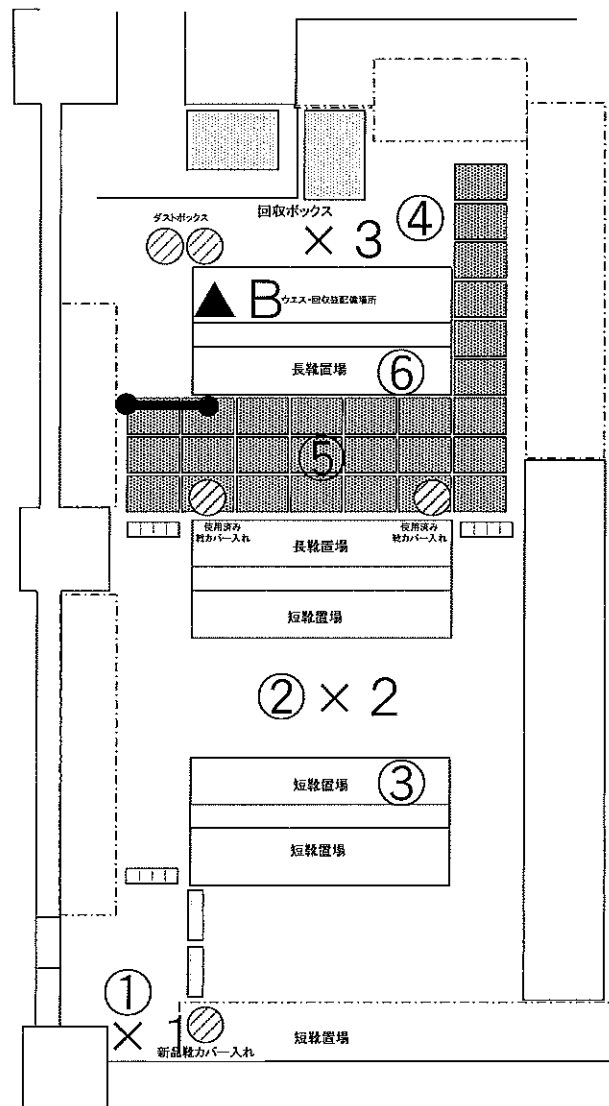 ダストボックス
回収ボックス
④
× 3
▲ B ウエス・回収袋配備場所
長靴置場
⑥
⑤
使用済み
靴カバー入れ
使用済み
靴カバー入れ
長靴置場
短靴置場
② × 2
短靴置場
③
短靴置場
①
× 1
新品靴カバー入れ
短靴置場